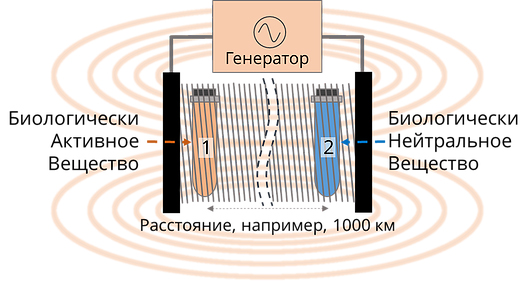 Генератор
Биологически
Активное
Вещество
1
2
Биологически
Нейтральное
Вещество
Расстояние, например, 1000 км